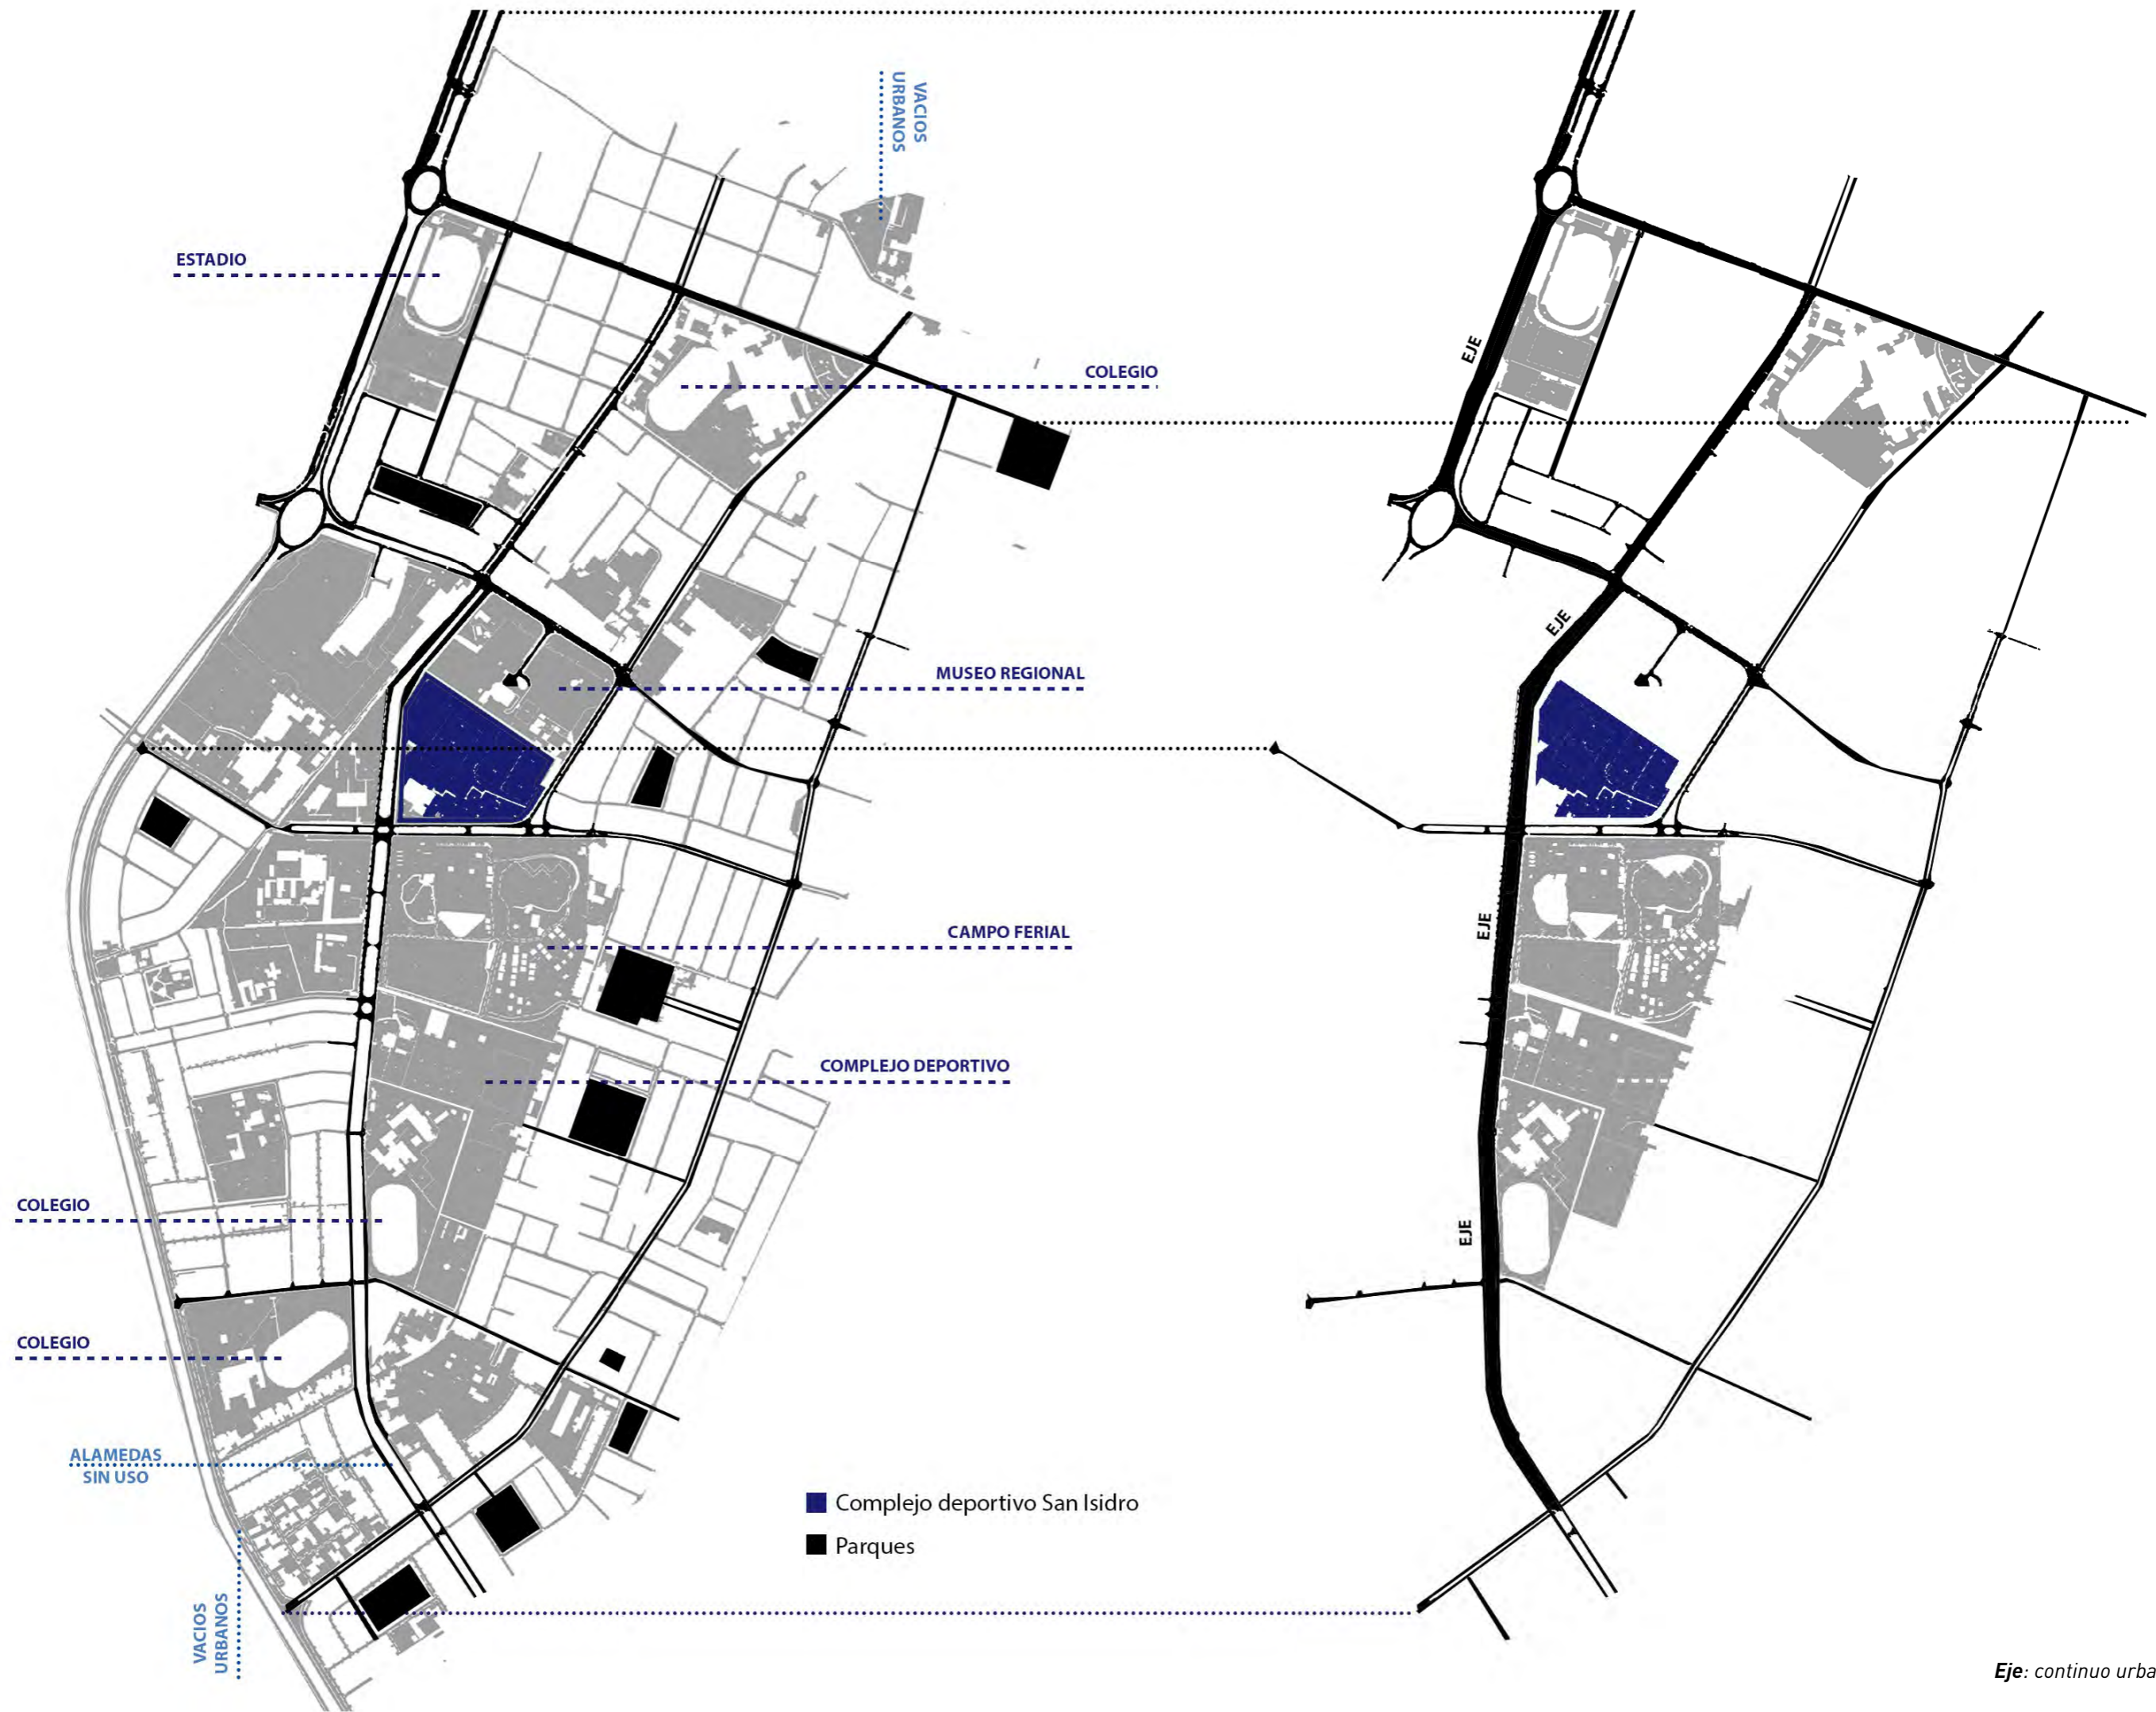 VACIOS
URBANOS
ESTADIO
COLEGIO
EJE
MUSEO REGIONAL
EJE
CAMPO FERIAL
EJE
COMPLEJO DEPORTIVO
COLEGIO
EJE
COLEGIO
ALAMEDAS
SIN USO
Complejo deportivo San Isidro
Parques
VACIOS
URBANOS
Eje: continuo urba